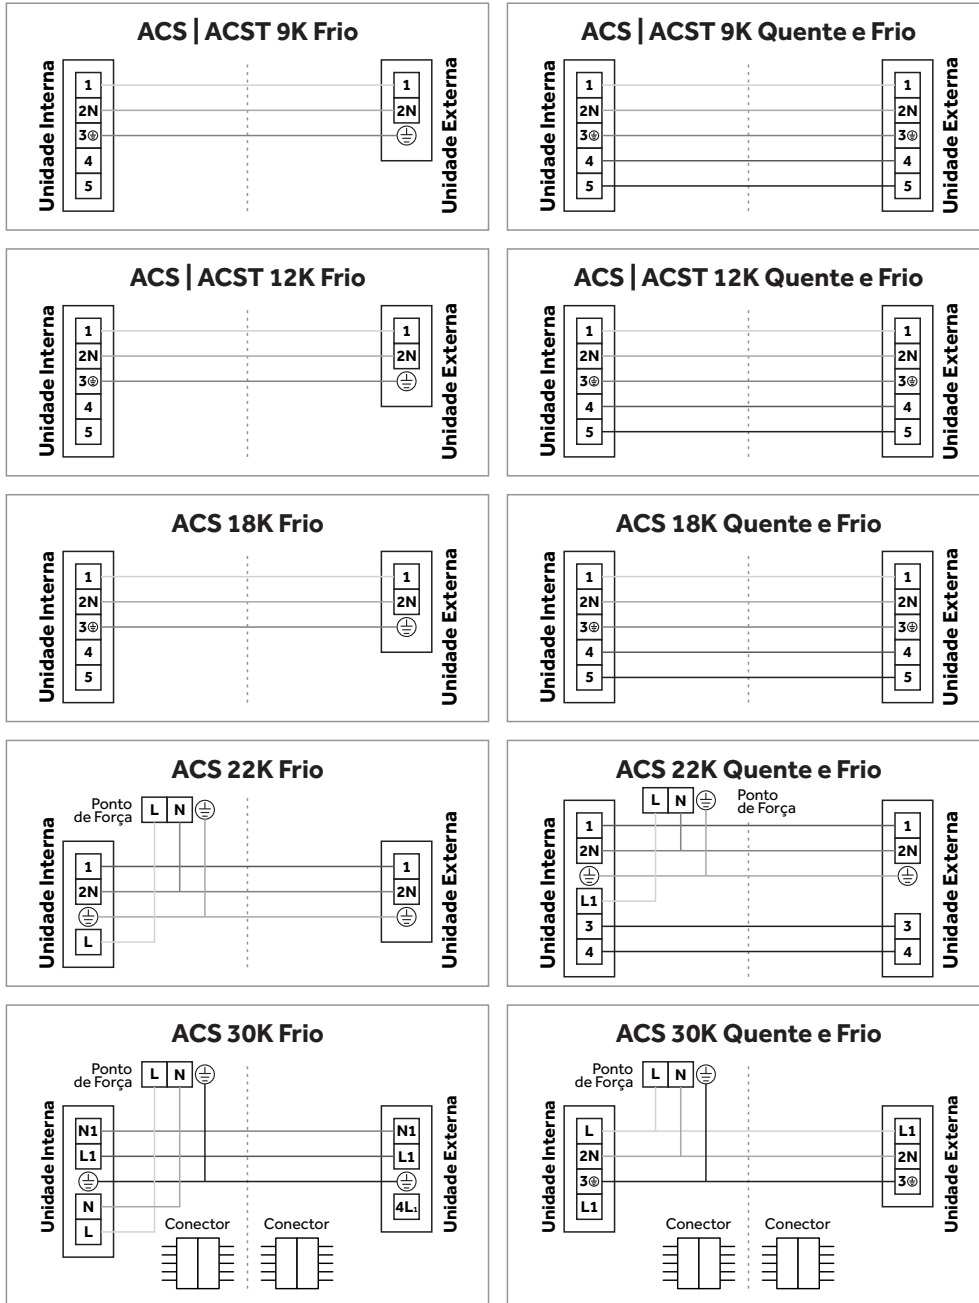 ACS | ACST 9K Frio
Unidade Interna
1
2N
3
4
5
1
2N
Unidade Externa
ACS | ACST 9K Quente e Frio
Unidade Interna
1
2N
3
4
5
1
2N
3
4
5
Unidade Externa
ACS | ACST 12K Frio
Unidade Interna
1
2N
3
4
5
1
2N
Unidade Externa
ACS | ACST 12K Quente e Frio
Unidade Interna
1
2N
3
4
5
1
2N
3
4
5
Unidade Externa
ACS 18K Frio
Unidade Interna
1
2N
3
4
5
1
2N
Unidade Externa
ACS 18K Quente e Frio
Unidade Interna
1
2N
3
4
5
1
2N
3
4
5
Unidade Externa
ACS 22K Frio
Ponto
de Força
L N
Unidade Interna
1
2N
L
1
2N
Unidade Externa
ACS 22K Quente e Frio
L N
Ponto
de Força
Unidade Interna
1
2N
L1
3
4
1
2N
3
4
Unidade Externa
ACS 30K Frio
Ponto
de Força
L N
Unidade Interna
N1
L1
N
L
N1
L1
4L1
Unidade Externa
Conector
Conector
ACS 30K Quente e Frio
Ponto
de Força
L N
Unidade Interna
L
2N
3
L1
L1
2N
3
Unidade Externa
Conector
Conector